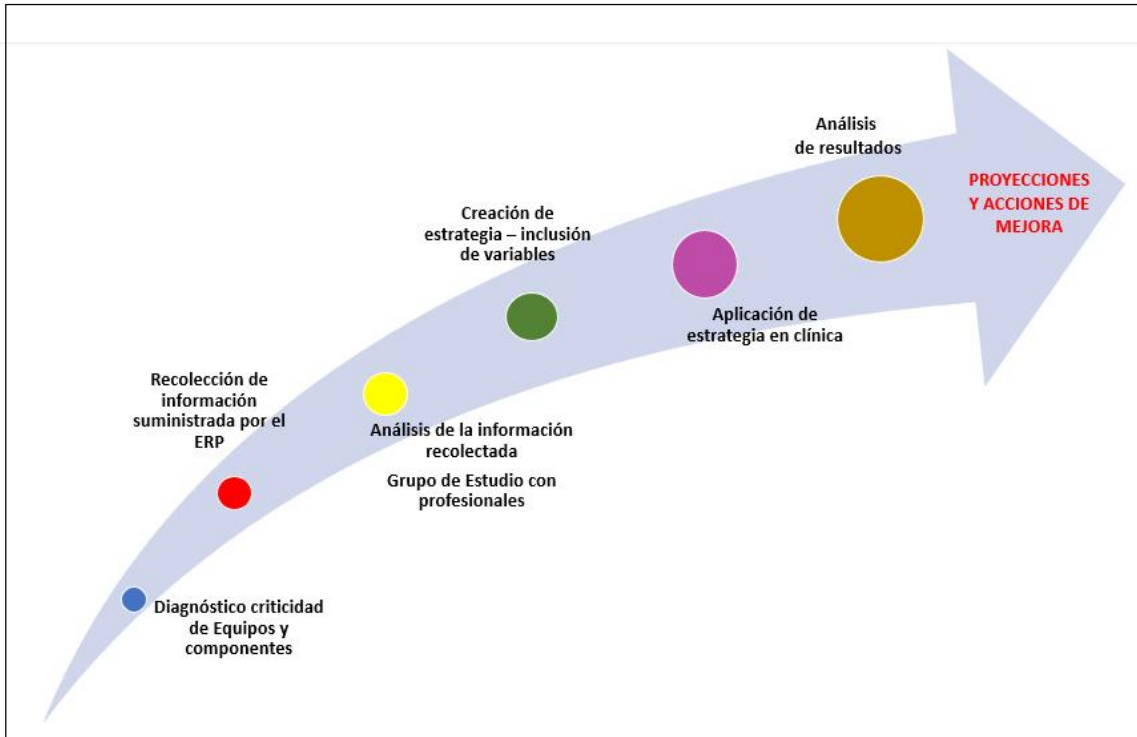 Análisis
de resultados
PROYECCIONES
Y ACCIONES DE
MEJORA
Creación de
estrategia – inclusión
de variables
Aplicación de
estrategia en clínica
Recolección de
información
suministrada por el
ERP
Análisis de la información
recolectada
Grupo de Estudio con
profesionales
Diagnóstico criticidad
de Equipos y
componentes